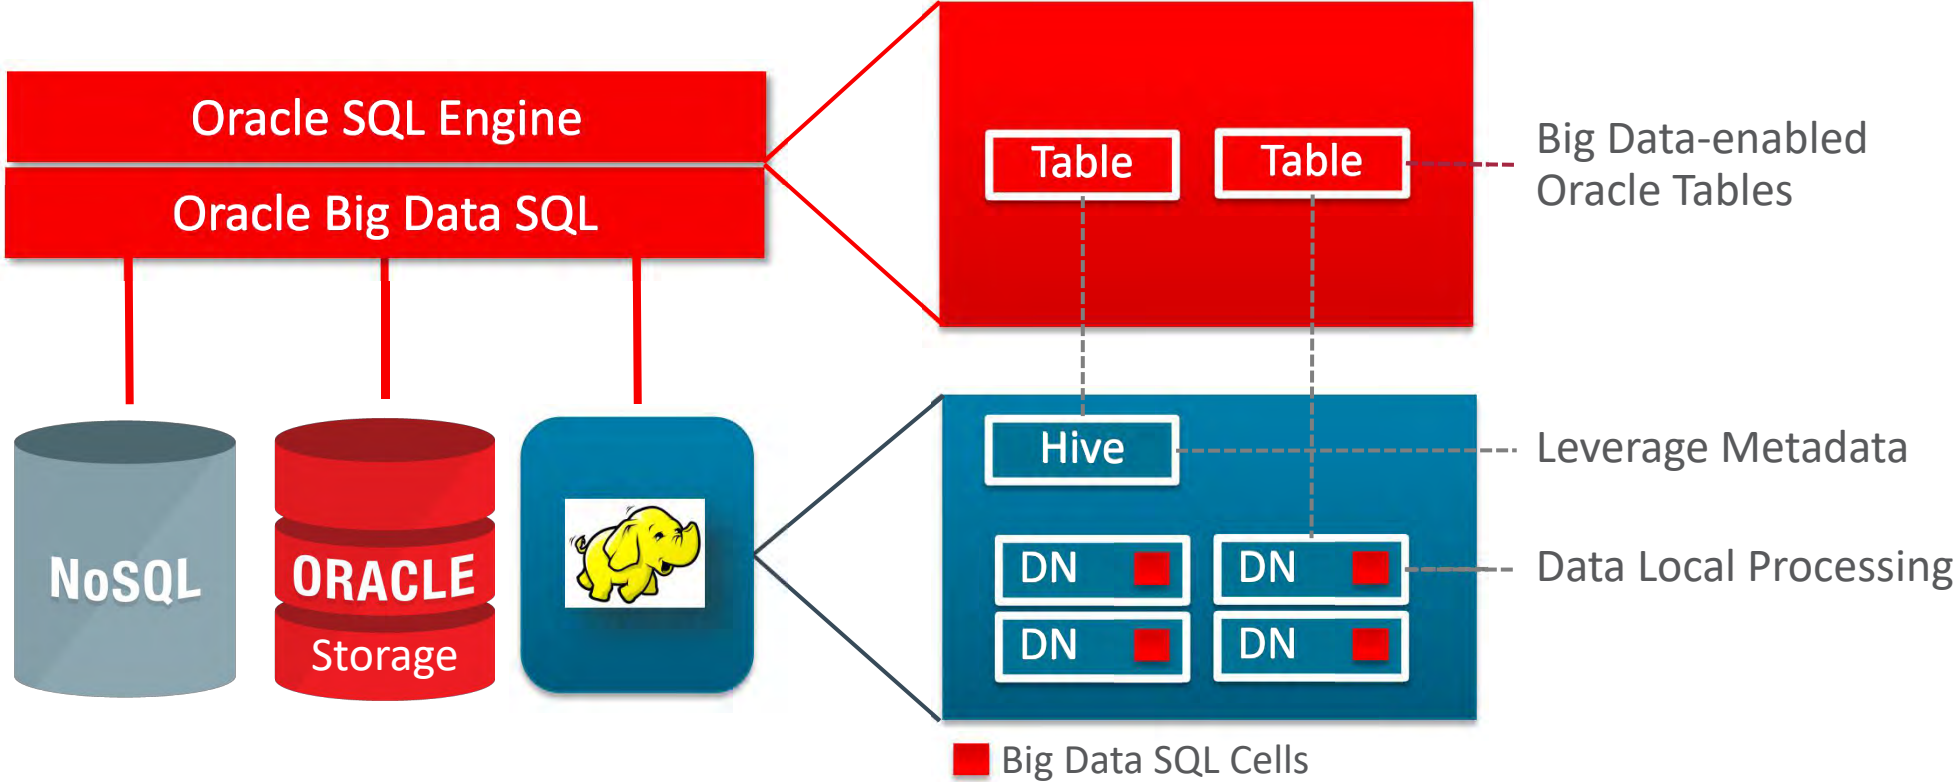 Oracle SQL Engine
Oracle Big Data SQL
NoSQL
ORACLE
Storage
Table
Table
Big Data-enabled
Oracle Tables
Hive
Leverage Metadata
DN
DN
Data Local Processing
DN
DN
Big Data SQL Cells